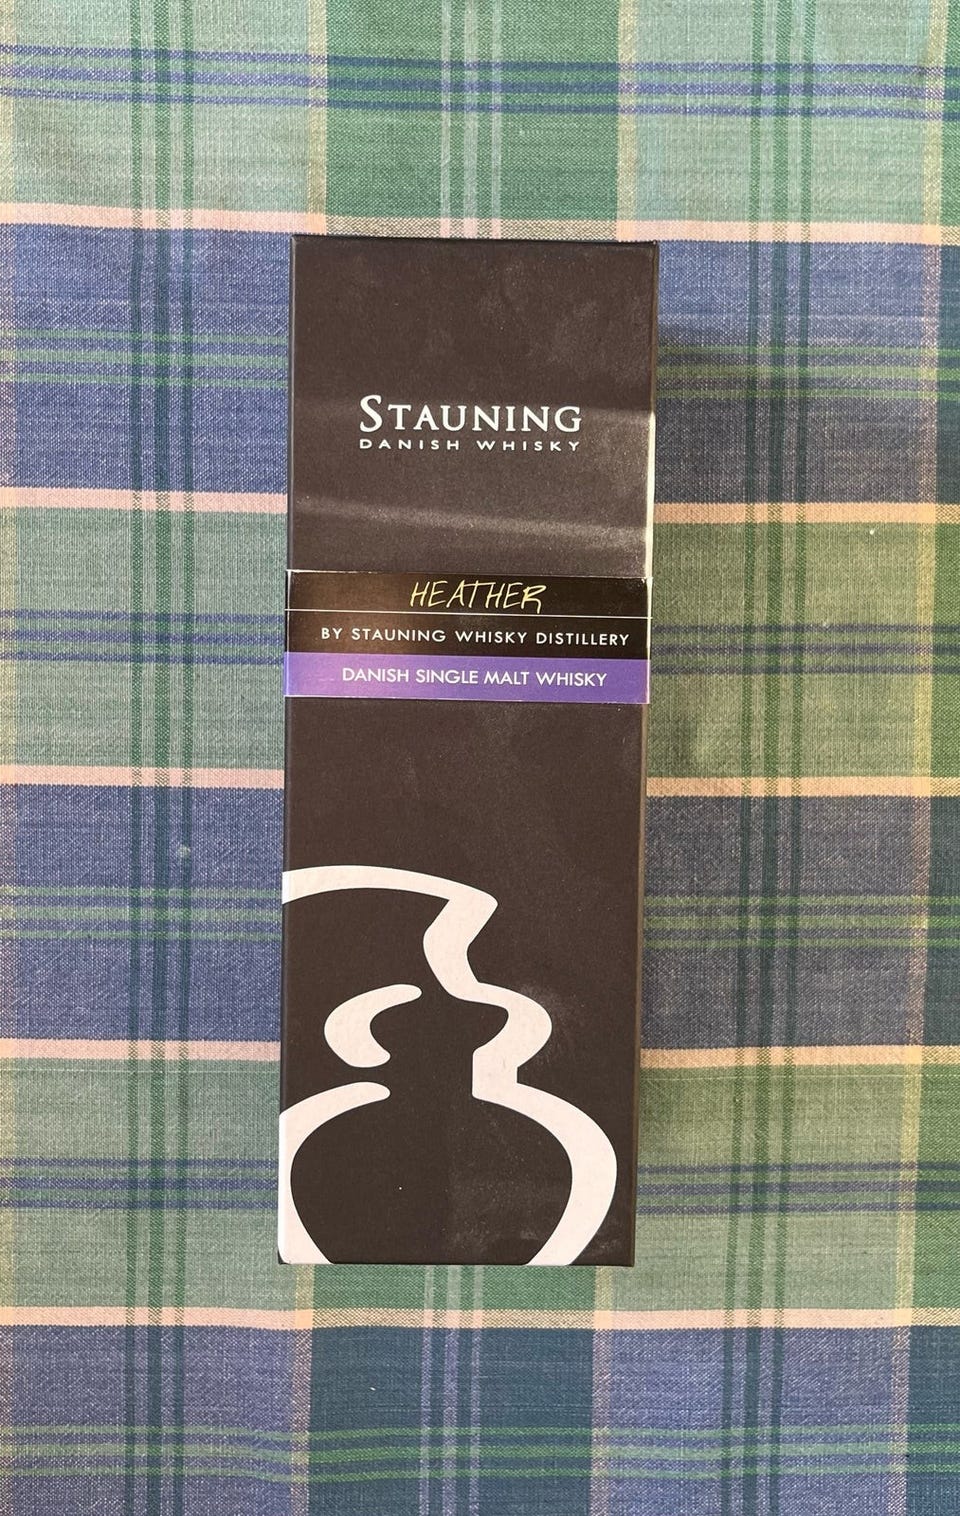 STAUNING
DANISH WHISKY
HEATHER
BY STAUNING WHISKY DISTILLERY
DANISH SINGLE MALT WHISKY